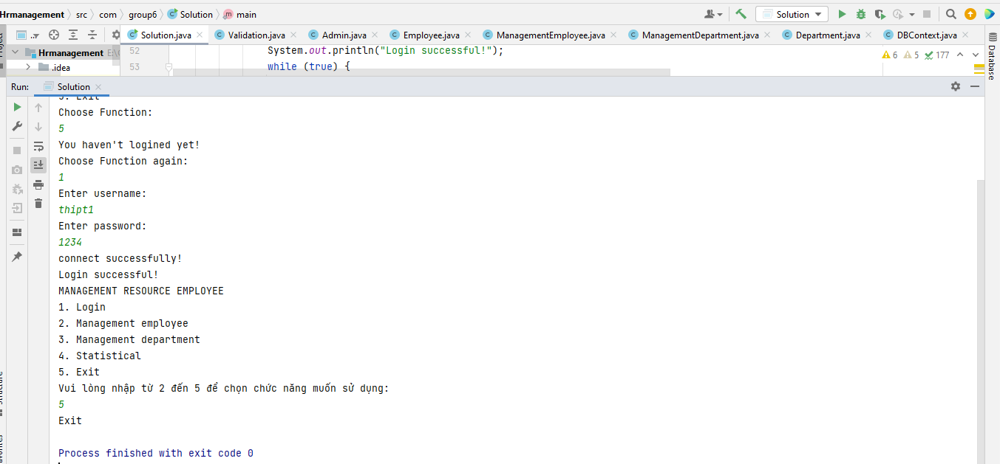 Hrmanagement src com group6 Solution main Solution
Solution.java Validation.java Admin.java Employee.java ManagementEmployee.java ManagementDepartment.java Department.java DBContext.java
Hrmanagement
.idea
52 System.out.println("Login successful!");
53 while (true) {
6 5 177
Database
Run: Solution
5. Exit
Choose Function:
5
You haven't logined yet!
Choose Function again:
1
Enter username:
thipt1
Enter password:
1234
connect successfully!
Login successful!
MANAGEMENT RESOURCE EMPLOYEE
1. Login
2. Management employee
3. Management department
4. Statistical
5. Exit
Vui lòng nhập từ 2 đến 5 để chọn chức năng muốn sử dụng:
5
Exit
Process finished with exit code 0